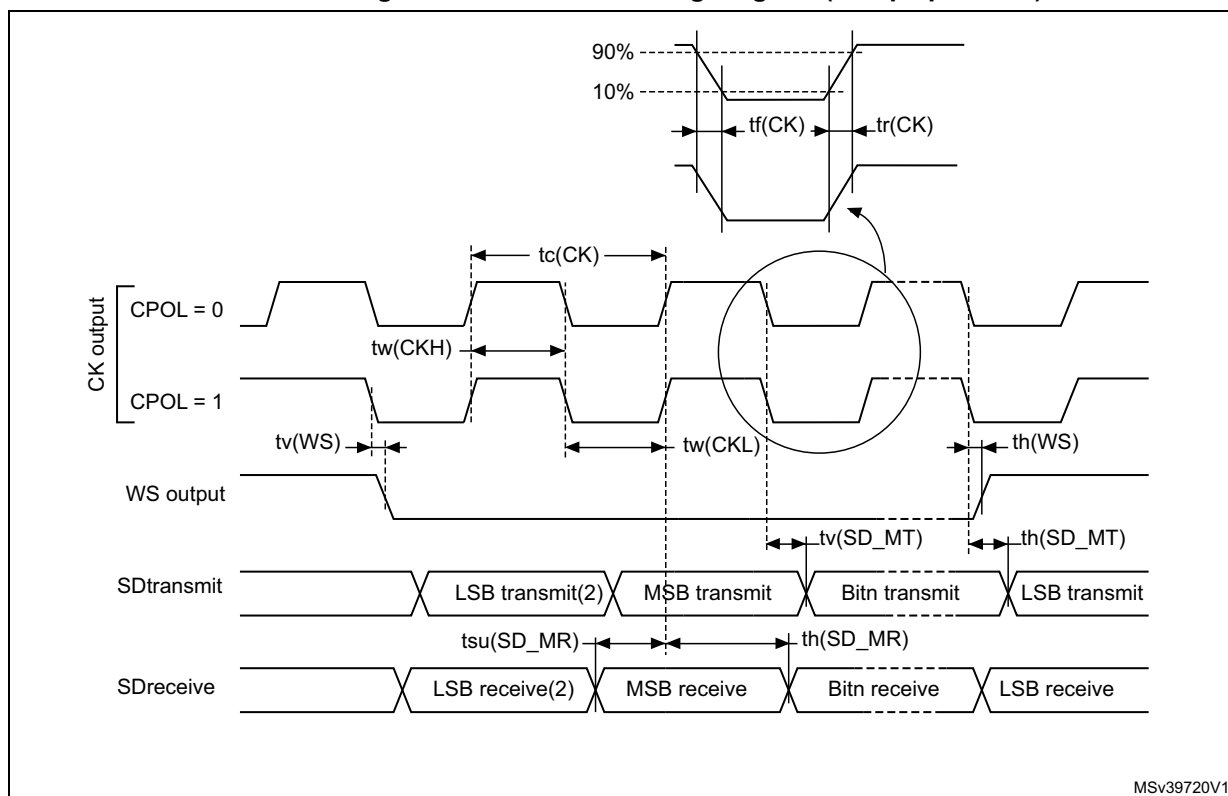 90%
10%
tf(CK)
tr(CK)
tc(CK)
CK output
CPOL = 0
tw(CKH)
CPOL = 1
tv(WS)
tw(CKL)
th(WS)
WS output
tv(SD_MT)
th(SD_MT)
SDtransmit
LSB transmit(2)
MSB transmit
Bitn transmit
LSB transmit
tsu(SD_MR)
th(SD_MR)
SDreceive
LSB receive(2)
MSB receive
Bitn receive
LSB receive
MSv39720V1